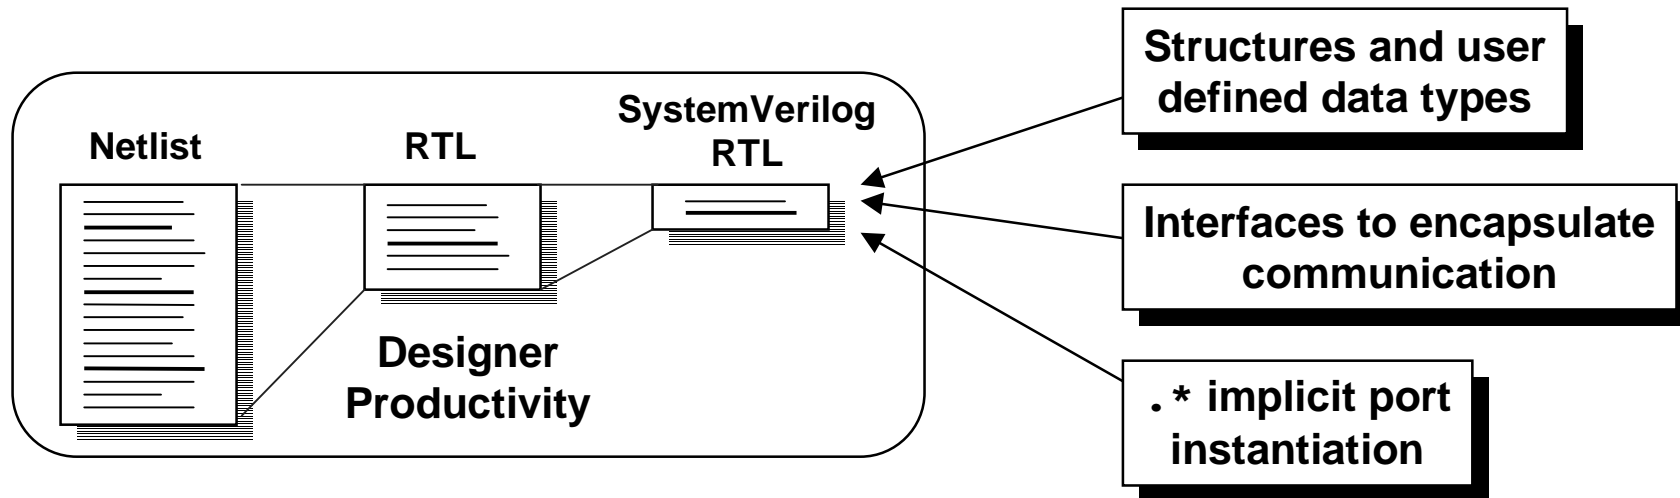 Netlist
RTL
SystemVerilog
RTL
Designer
Productivity
Structures and user
defined data types
Interfaces to encapsulate
communication
.* implicit port
instantiation